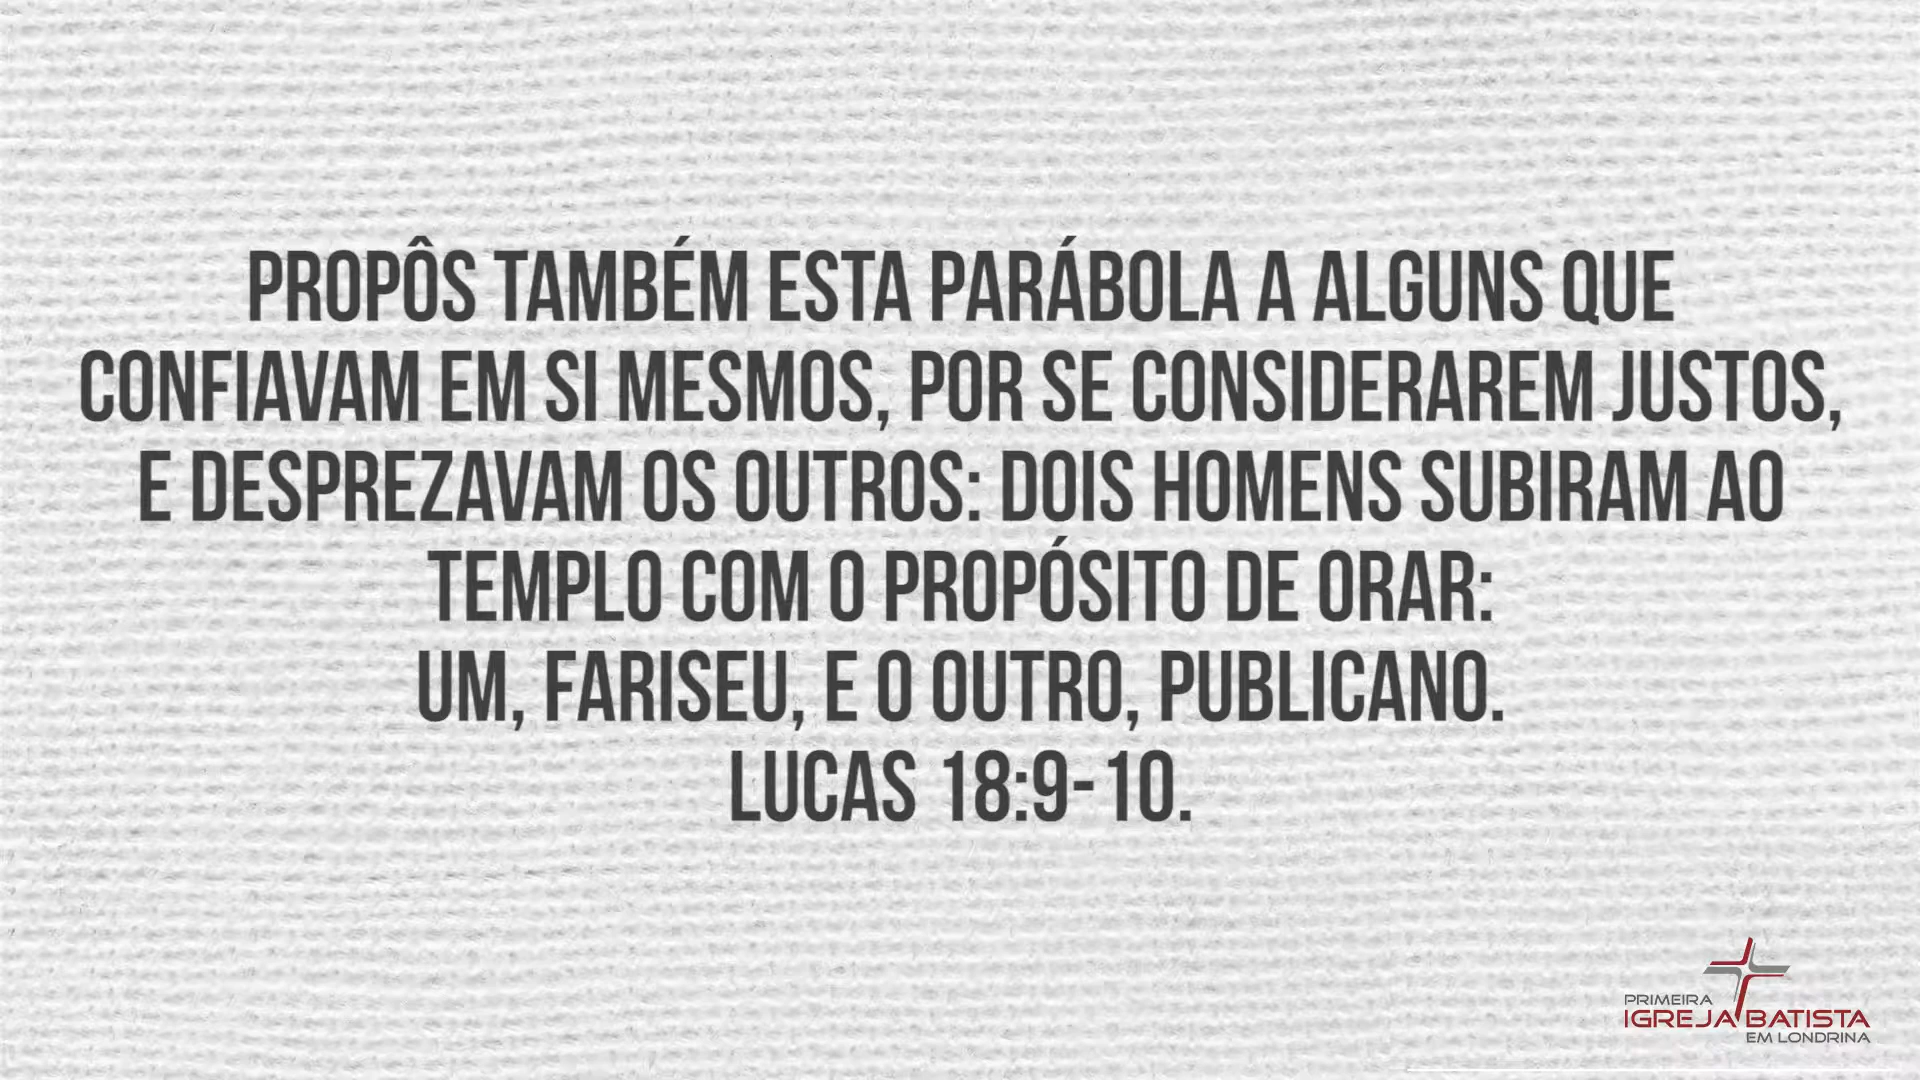 PROPÔS TAMBÉM ESTA PARÁBOLA A ALGUNS QUE
CONFIAVAM EM SI MESMOS, POR SE CONSIDERAREM JUSTOS,
E DESPREZAVAM OS OUTROS: DOIS HOMENS SUBIRAM AO
TEMPLO COM O PROPÓSITO DE ORAR:
UM, FARISEU, E O OUTRO, PUBLICANO.
LUCAS 18:9-10.
PRIMEIRA
IGREJA BATISTA
EM LONDRINA